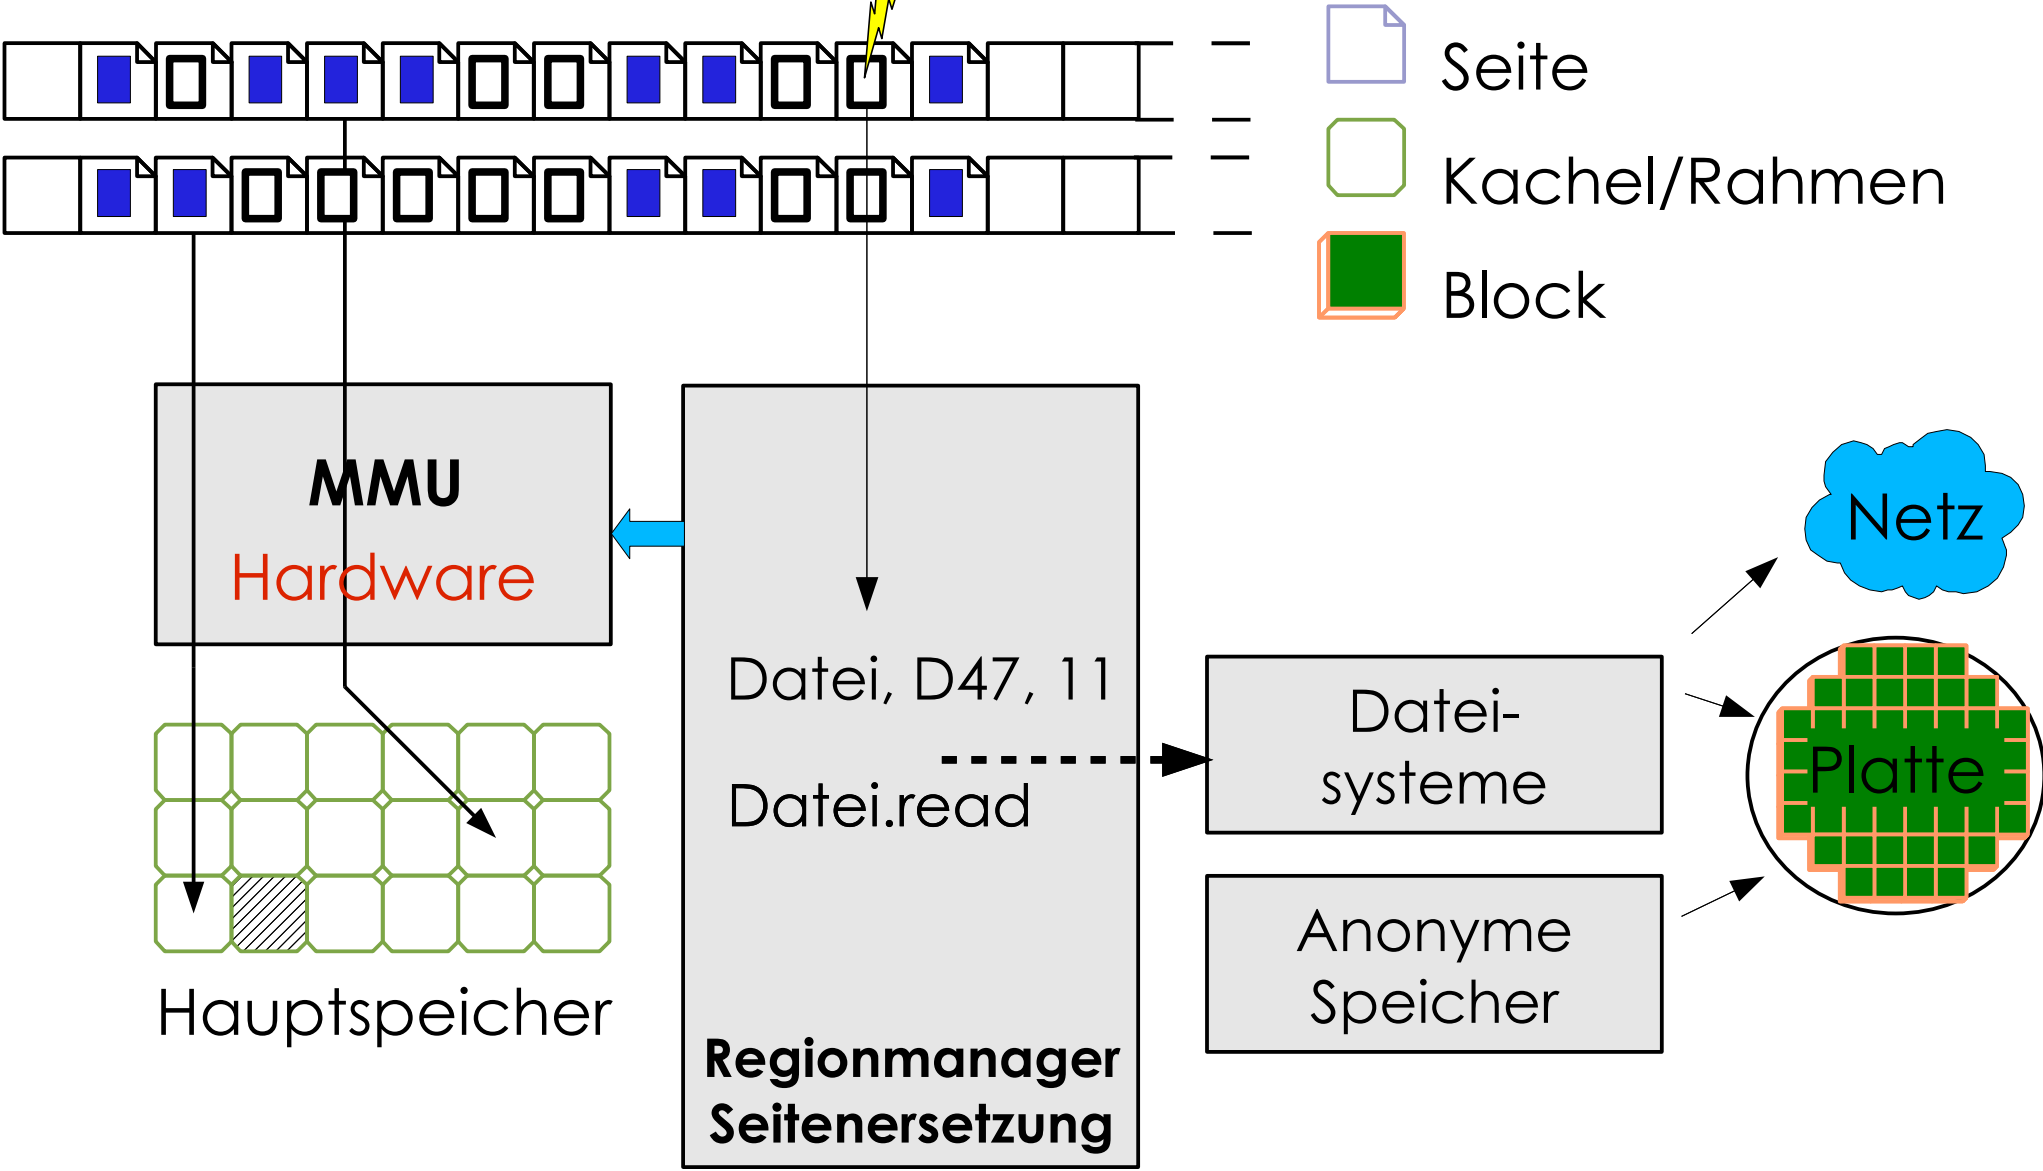 Seite
Kachel/Rahmen
Block
MMU
Hardware
Netz
Datei, D47, 11
Datei-
systeme
Platte
Datei.read
Anonyme
Speicher
Hauptspeicher
Regionmanager
Seitenersetzung